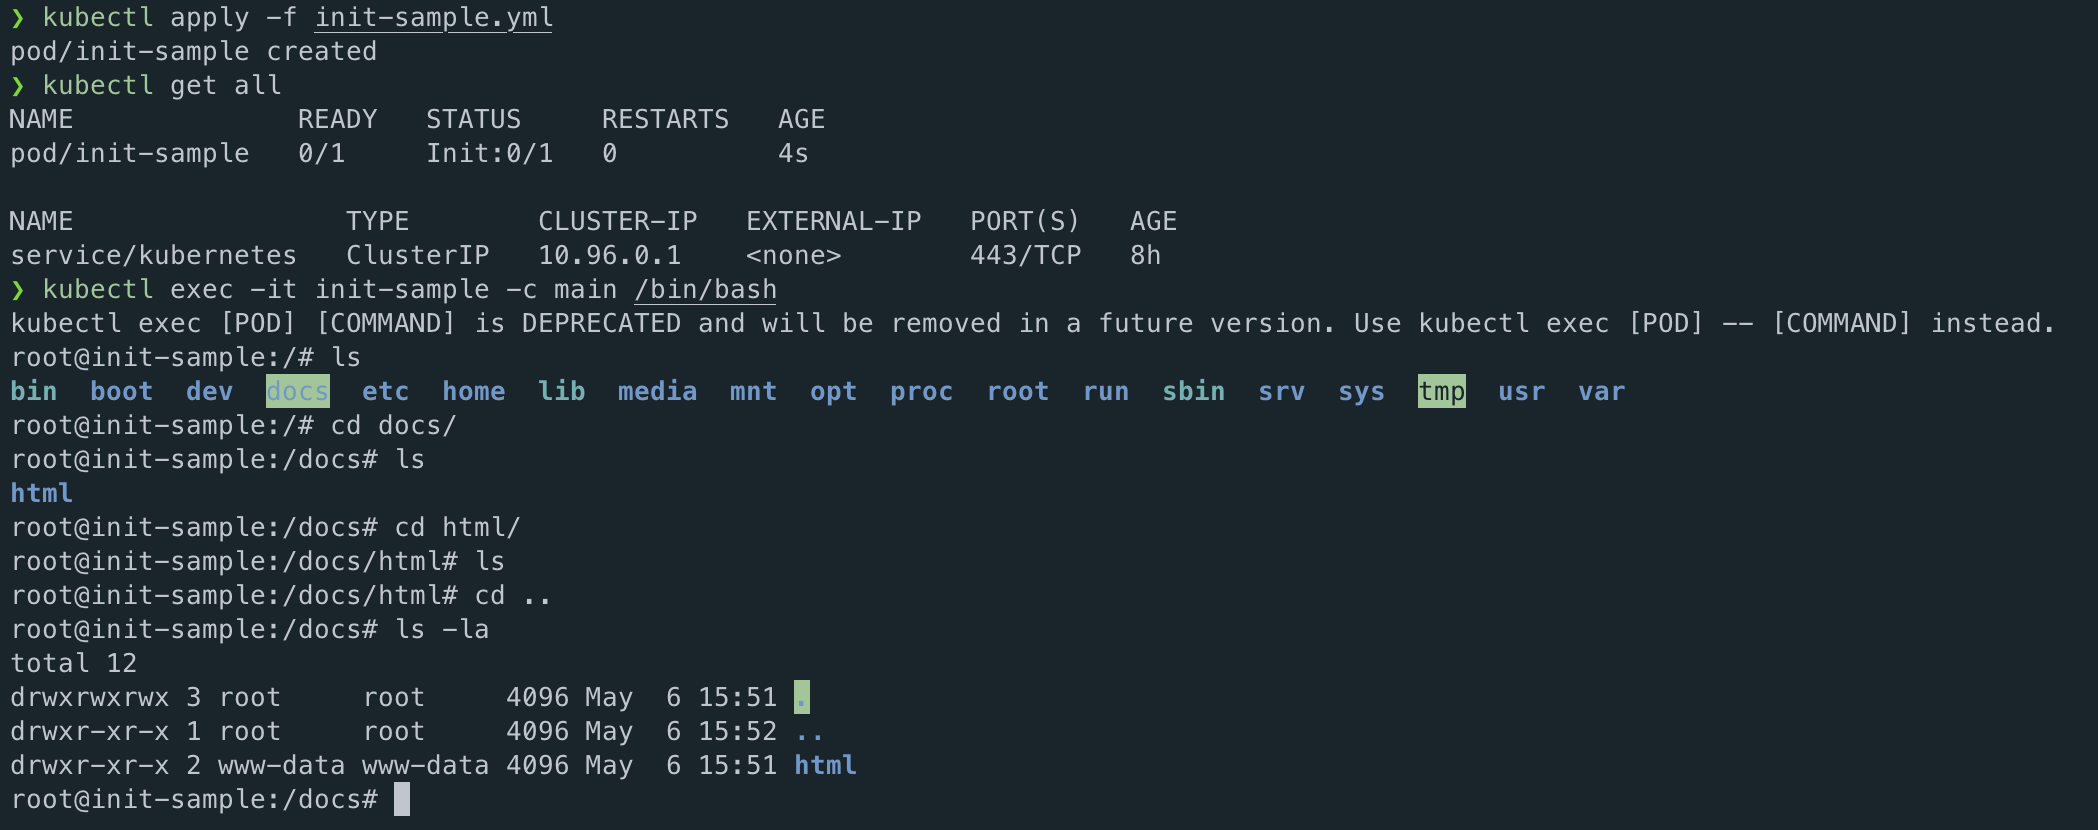 ❯ kubectl apply -f init-sample.yml
pod/init-sample created
❯ kubectl get all
NAME              READY   STATUS     RESTARTS   AGE
pod/init-sample   0/1     Init:0/1   0          4s

NAME                 TYPE        CLUSTER-IP   EXTERNAL-IP   PORT(S)   AGE
service/kubernetes   ClusterIP   10.96.0.1    <none>        443/TCP   8h
❯ kubectl exec -it init-sample -c main /bin/bash
kubectl exec [POD] [COMMAND] is DEPRECATED and will be removed in a future version. Use kubectl exec [POD] -- [COMMAND] instead.
root@init-sample:/# ls
bin  boot  dev  docs  etc  home  lib  media  mnt  opt  proc  root  run  sbin  srv  sys  tmp  usr  var
root@init-sample:/# cd docs/
root@init-sample:/docs# ls
html
root@init-sample:/docs# cd html/
root@init-sample:/docs/html# ls
root@init-sample:/docs/html# cd ..
root@init-sample:/docs# ls -la
total 12
drwxrwxrwx 3 root     root     4096 May  6 15:51 .
drwxr-xr-x 1 root     root     4096 May  6 15:52 ..
drwxr-xr-x 2 www-data www-data 4096 May  6 15:51 html
root@init-sample:/docs#